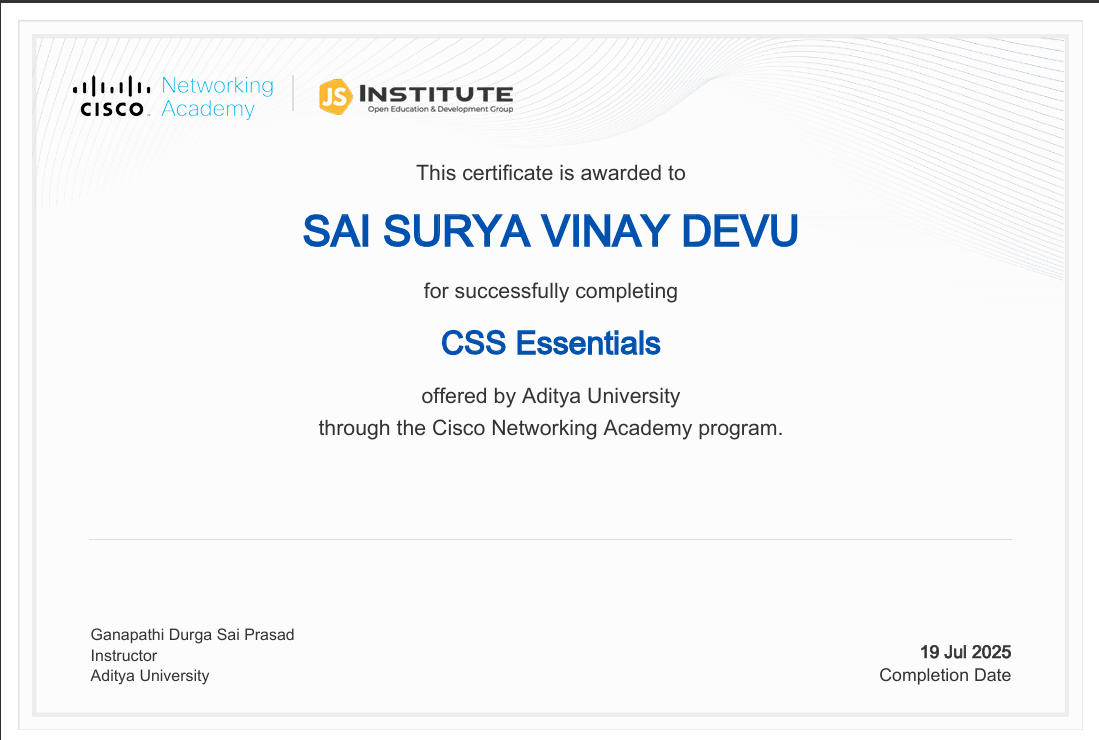 Networking
CISCO Academy
JS INSTITUTE
Open Education & Development Group
This certificate is awarded to
SAI SURYA VINAY DEVU
for successfully completing
CSS Essentials
offered by Aditya University
through the Cisco Networking Academy program.
Ganapathi Durga Sai Prasad
Instructor
Aditya University
19 Jul 2025
Completion Date